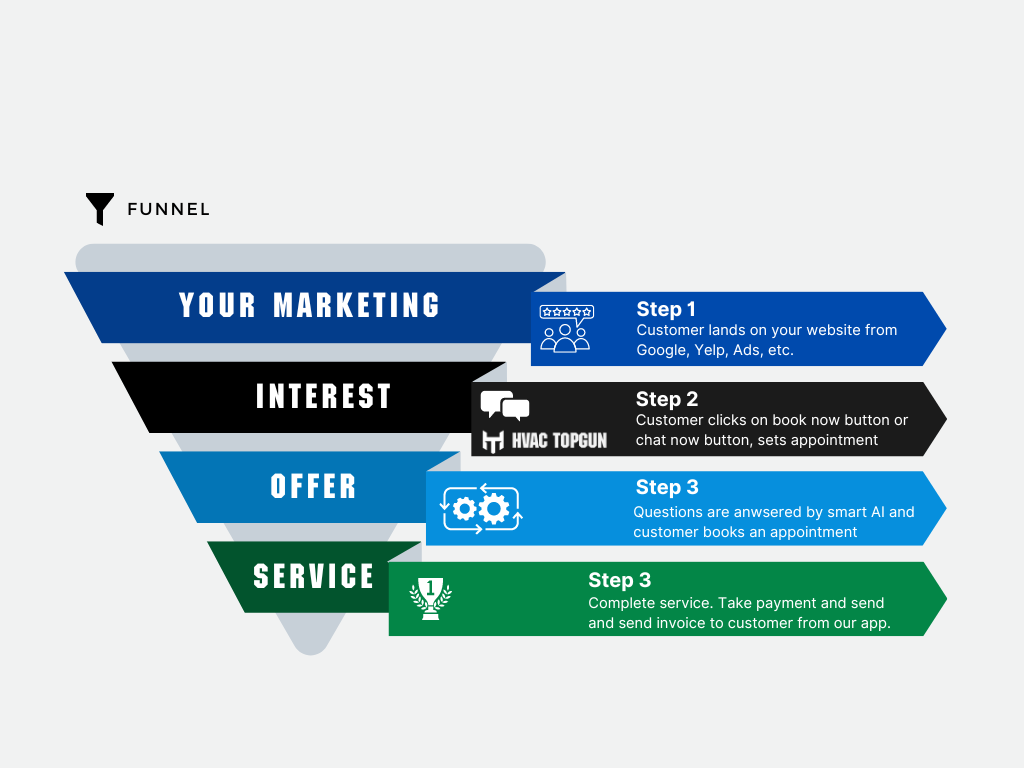 FUNNEL
YOUR MARKETING
Step 1
Customer lands on your website from
Google, Yelp, Ads, etc.
INTEREST
HVAC TOPGUN
Step 2
Customer clicks on book now button or
chat now button, sets appointment
OFFER
Step 3
Questions are anwsered by smart AI and
customer books an appointment
SERVICE
1
Step 3
Complete service. Take payment and send
and send invoice to customer from our app.